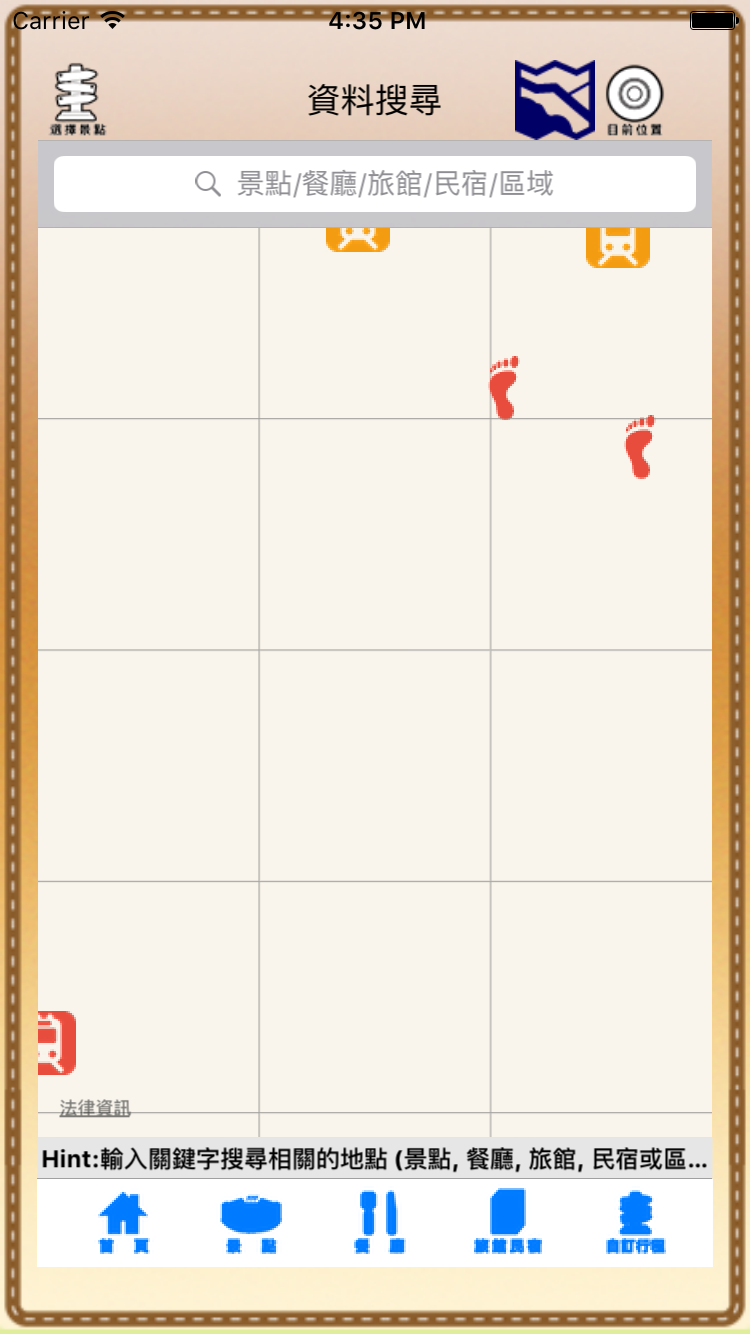 Carrier 4:35 PM
選擇景點
資料搜尋
目前位置
景點/餐廳/旅館/民宿/區域
法律資訊
Hint:輸入關鍵字搜尋相關的地點 (景點, 餐廳, 旅館, 民宿或區...
首 頁
景 點
餐 廳
旅館民宿
自訂行程